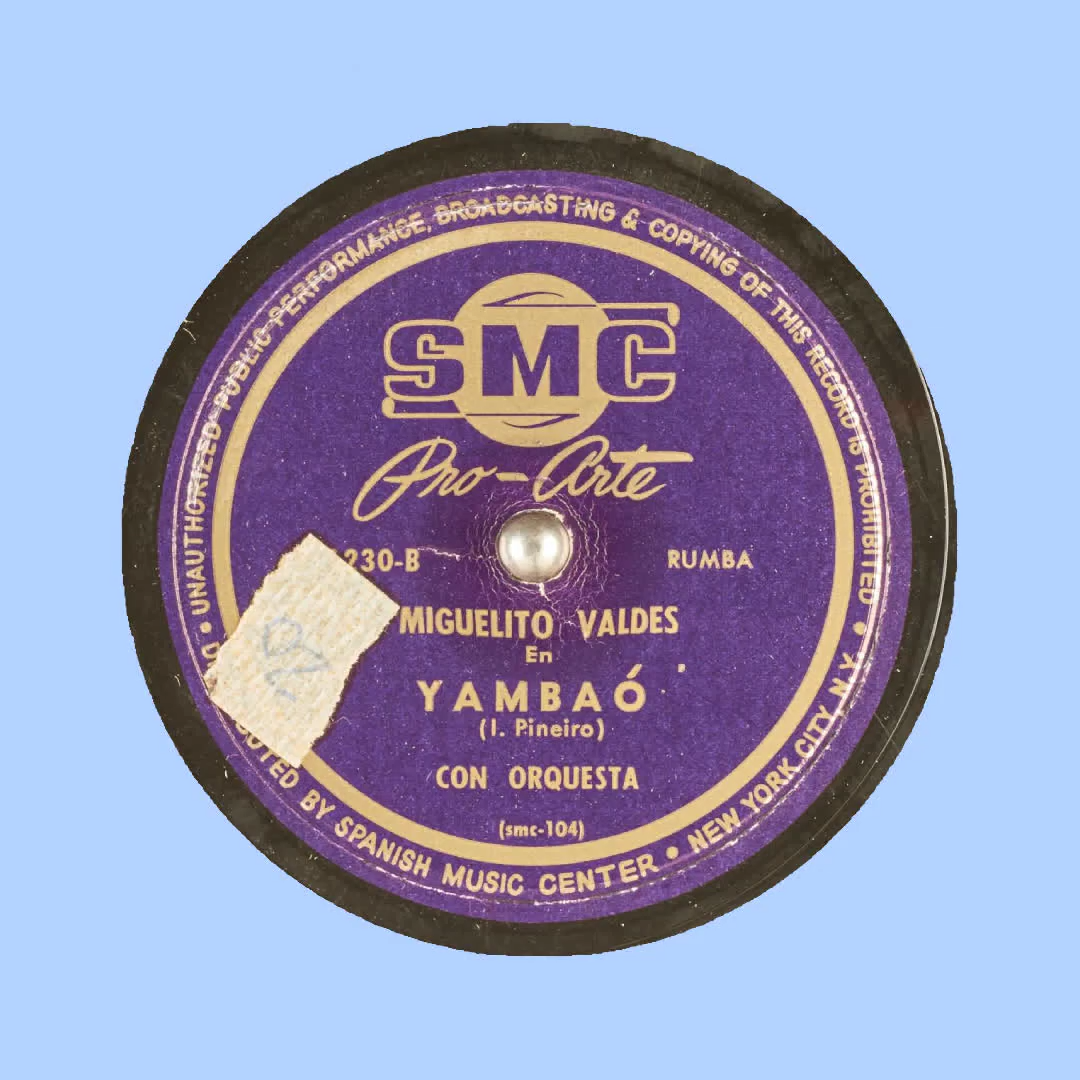 UNAUTHORIZED PUBLIC PERFORMANCE, BROADCASTING & COPYING OF THIS RECORD IS PROHIBITED •
SMC
Pro-Arte
230-B
RUMBA
MIGUELITO VALDES
En
YAMBAÓ
(I. Pineiro)
CON ORQUESTA
(smc-104)
BY SPANISH MUSIC CENTER • NEW YORK CITY, N.Y.